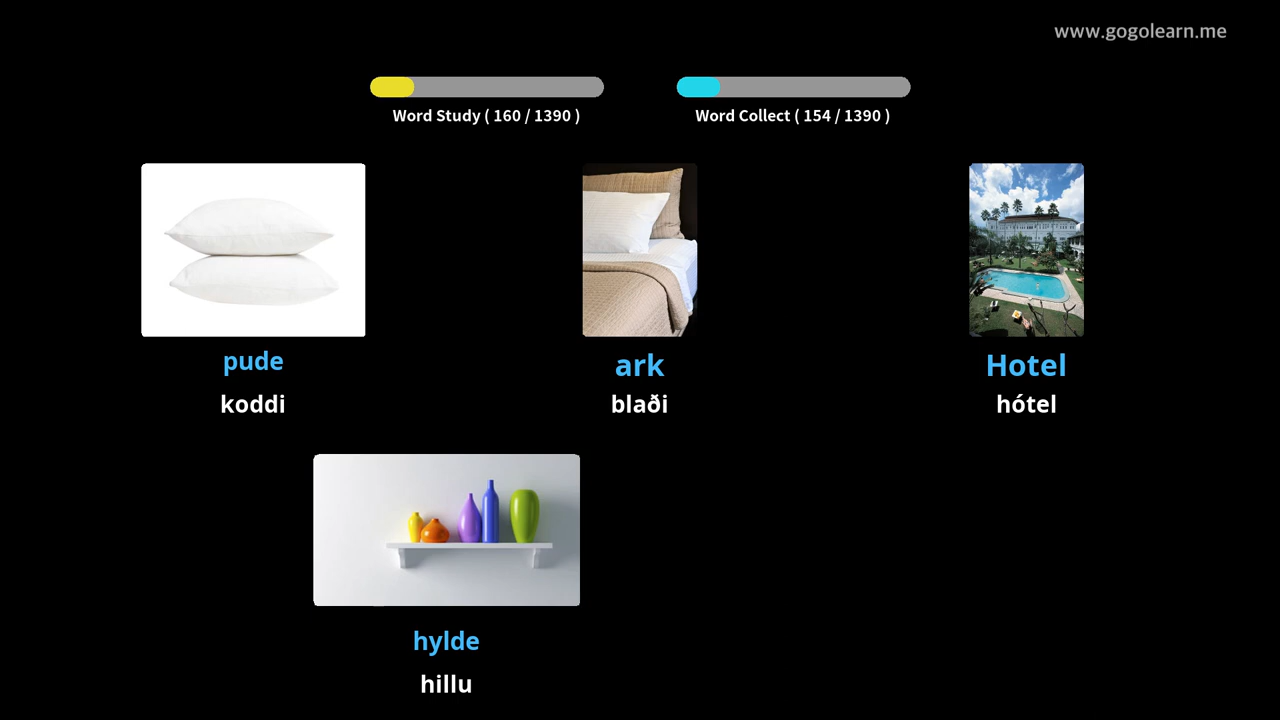 www.gogolearn.me
Word Study ( 160 / 1390 )
Word Collect ( 154 / 1390 )
pude
koddi
ark
blaði
Hotel
hótel
hylde
hillu